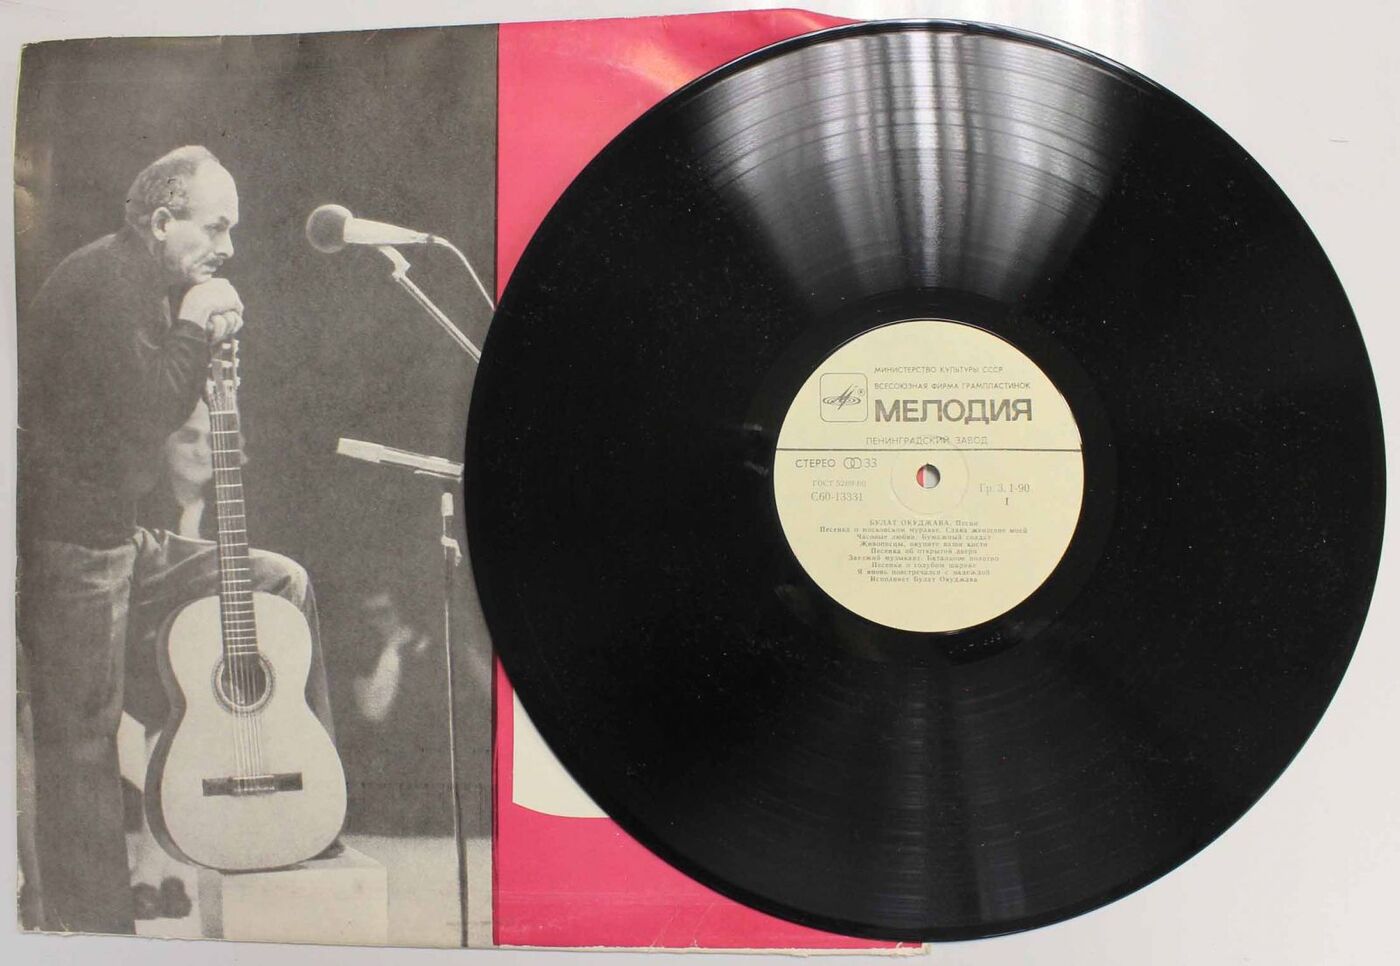 МИНИСТЕРСТВО КУЛЬТУРЫ СССР
ВСЕСОЮЗНАЯ ФИРМА ГРАМПЛАСТИНОК
МЕЛОДИЯ
ЛЕНИНГРАДСКИЙ ЗАВОД
СТЕРЕО 33
ГОСТ 5289-80
С60-13331
Гр. 3. 1-90
I
БУЛАТ ОКУДЖАВА. Песни
Песенка о московском муравье. Слава женщине моей
Часовые любви. Бумажный солдат
Живописцы, окуните ваши кисти
Песенка об открытой двери
Заезжий музыкант. Батальное полотно
Песенка о голубом шарике
Я вновь повстречался с надеждой
Исполняет Булат Окуджава